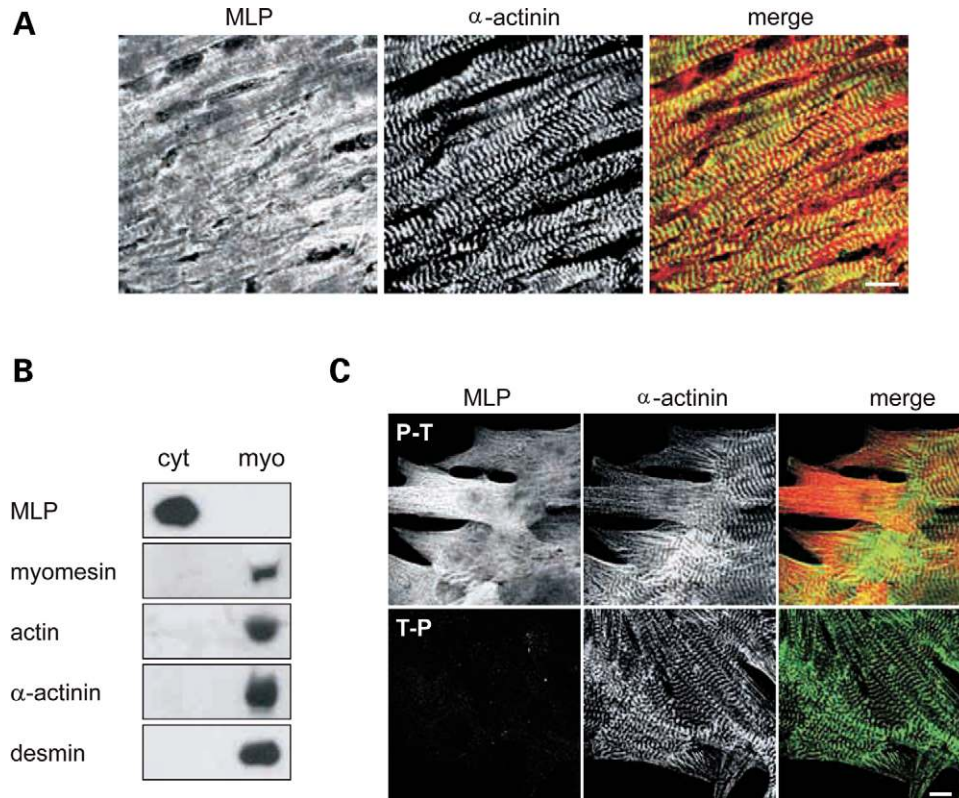 A
MLP α-actinin merge
B
cyt myo
MLP
myomesin
actin
α-actinin
desmin
C
MLP α-actinin merge
P-T
T-P